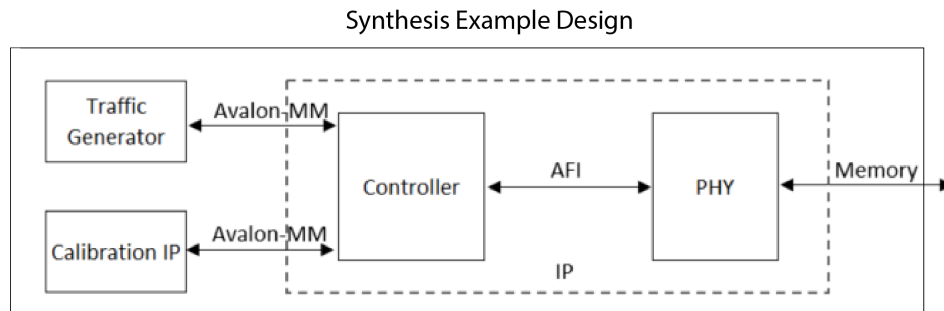 Synthesis Example Design
Traffic
Generator
Avalon-MM
Controller
AFI
PHY
Memory
Calibration IP
Avalon-MM
IP